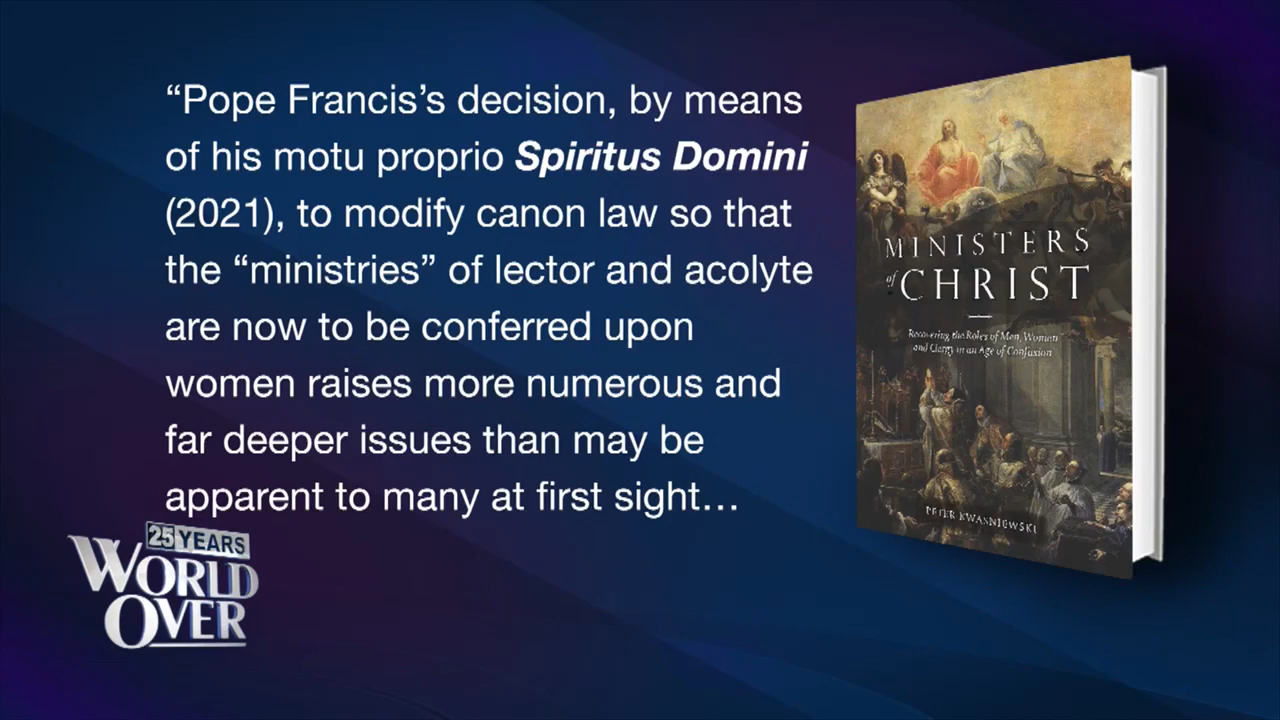 “Pope Francis’s decision, by means
of his motu proprio Spiritus Domini
(2021), to modify canon law so that
the “ministries” of lector and acolyte
are now to be conferred upon
women raises more numerous and
far deeper issues than may be
apparent to many at first sight…
MINISTERS
of CHRIST
Recovering the Roles of Men, Women
and Clergy in an Age of Confusion
PETER KWASNIEWSKI
25 YEARS
WORLD
OVER